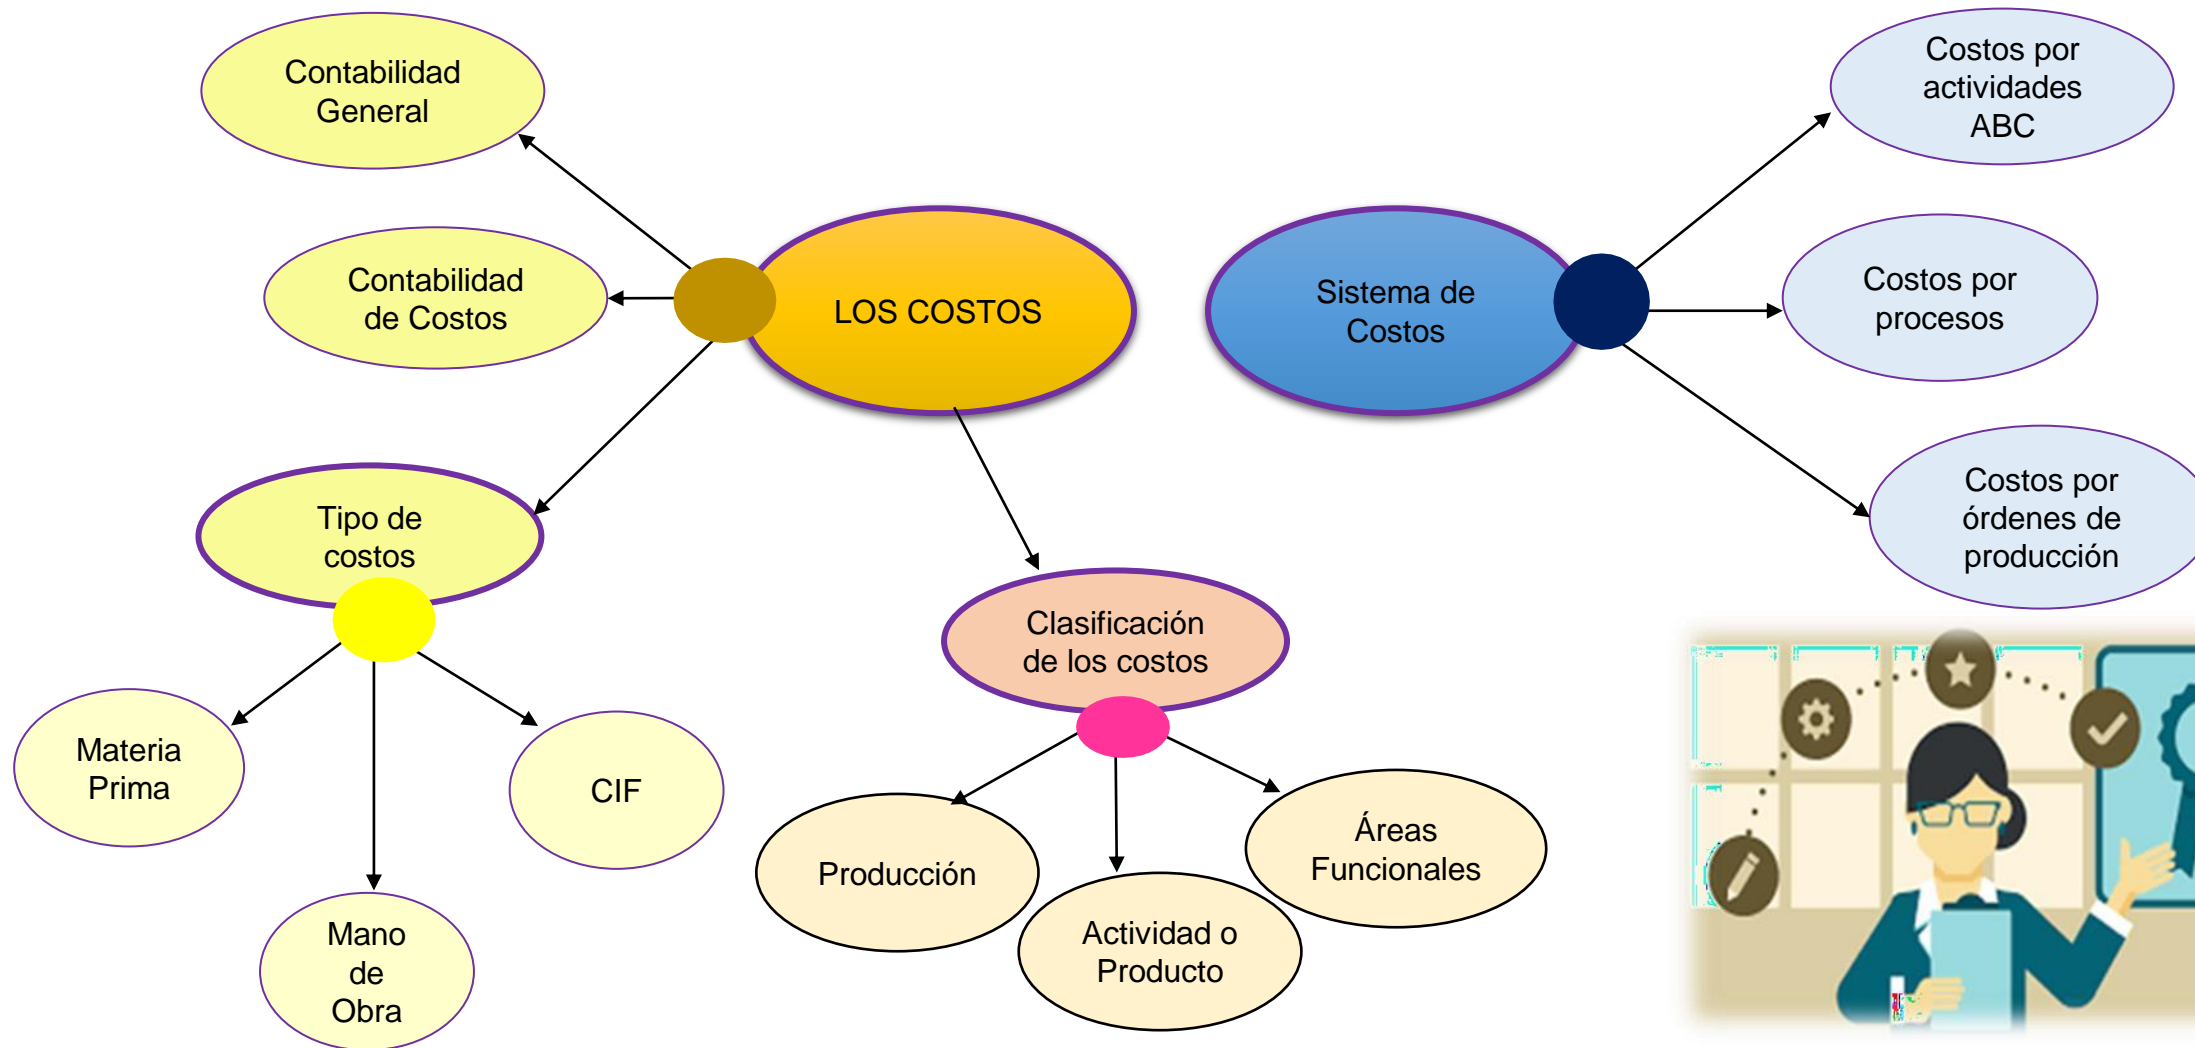 Contabilidad
General
Contabilidad
de Costos
LOS COSTOS
Tipo de
costos
Materia
Prima
Mano
de
Obra
CIF
Clasificación
de los costos
Producción
Actividad o
Producto
Áreas
Funcionales
Sistema de
Costos
Costos por
actividades
ABC
Costos por
procesos
Costos por
órdenes de
producción